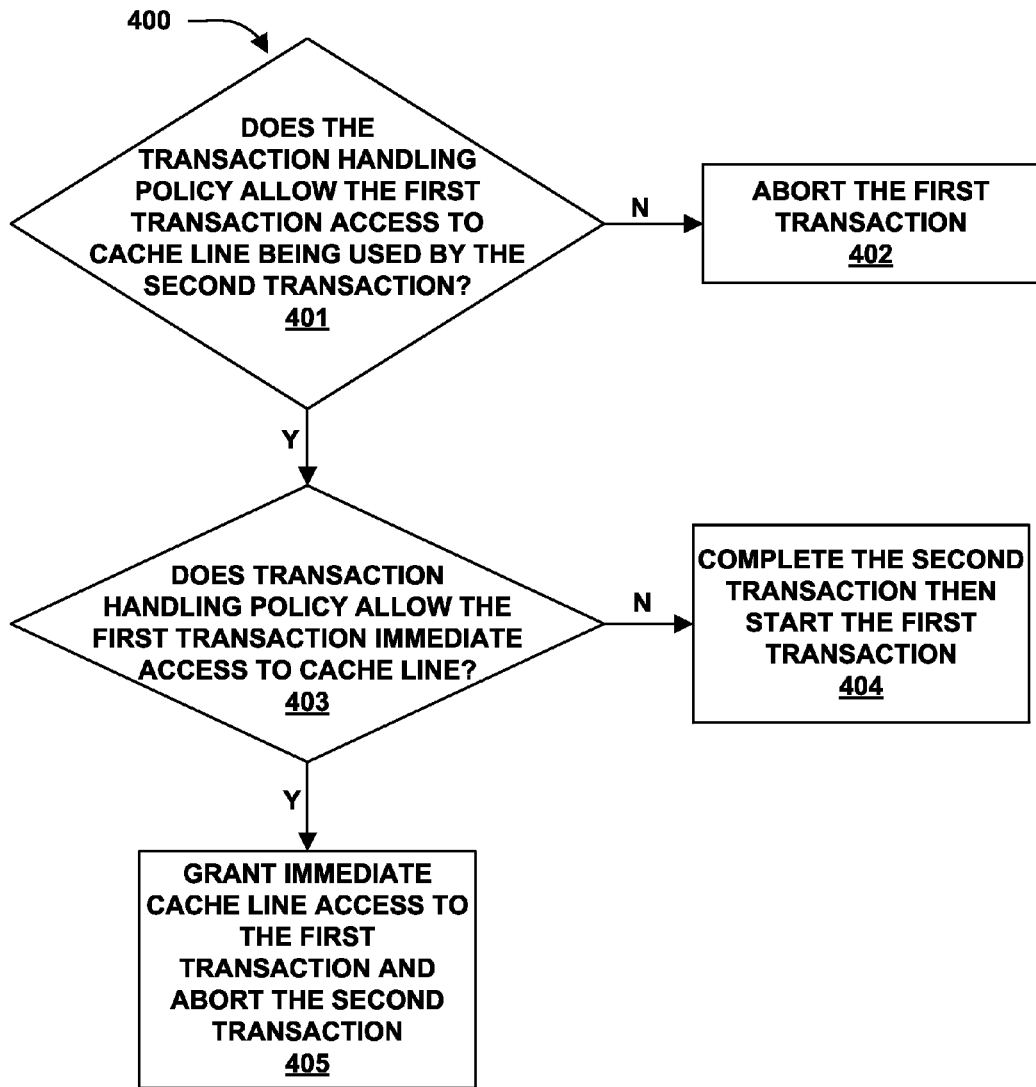 400
DOES THE
TRANSACTION HANDLING
POLICY ALLOW THE FIRST
TRANSACTION ACCESS TO
CACHE LINE BEING USED BY THE
SECOND TRANSACTION?
401
N
ABORT THE FIRST
TRANSACTION
402
Y
DOES TRANSACTION
HANDLING POLICY ALLOW THE
FIRST TRANSACTION IMMEDIATE
ACCESS TO CACHE LINE?
403
N
COMPLETE THE SECOND
TRANSACTION THEN
START THE FIRST
TRANSACTION
404
Y
GRANT IMMEDIATE
CACHE LINE ACCESS TO
THE FIRST
TRANSACTION AND
ABORT THE SECOND
TRANSACTION
405